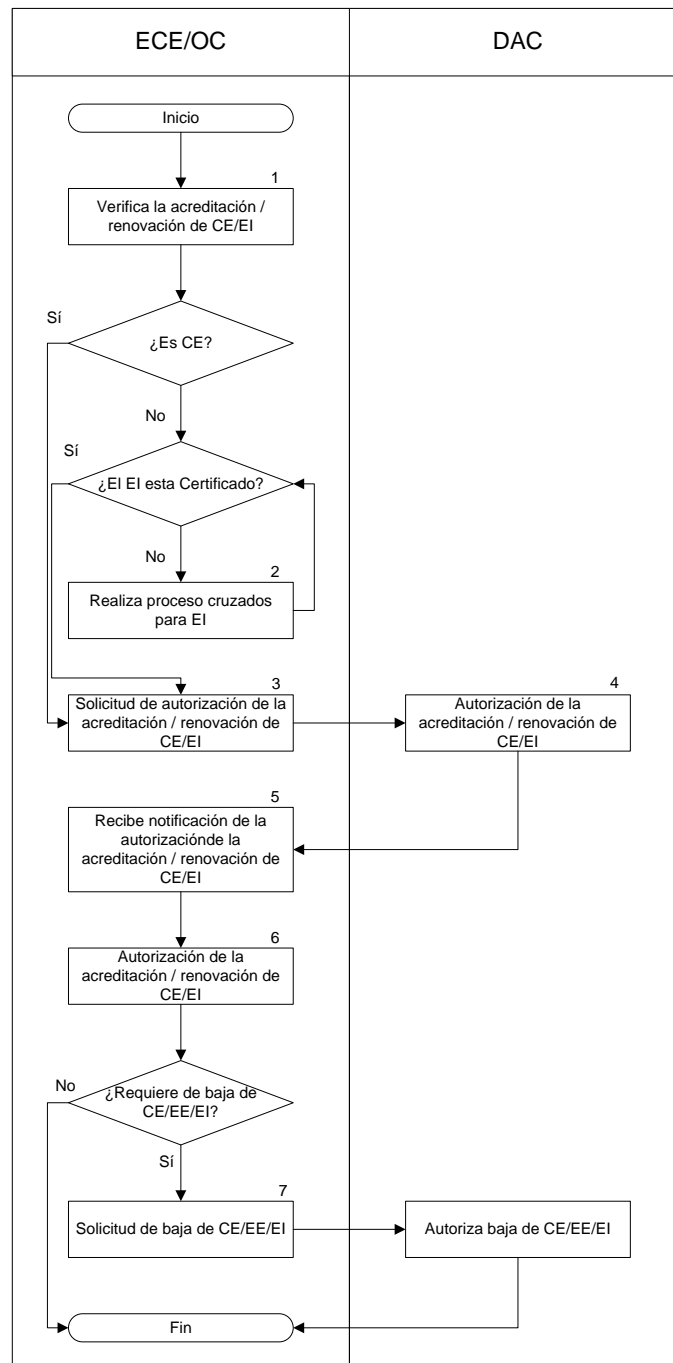 ECE/OC
DAC
Inicio
1
Verifica la acreditación /
renovación de CE/EI
Sí
¿Es CE?
No
Sí
¿El EI esta Certificado?
No
2
Realiza proceso cruzados
para EI
3
Solicitud de autorización de la
acreditación / renovación de
CE/EI
4
Autorización de la
acreditación / renovación de
CE/EI
5
Recibe notificación de la
autorizaciónde la
acreditación / renovación de
CE/EI
6
Autorización de la
acreditación / renovación de
CE/EI
No
¿Requiere de baja de
CE/EE/EI?
Sí
7
Solicitud de baja de CE/EE/EI
Autoriza baja de CE/EE/EI
Fin